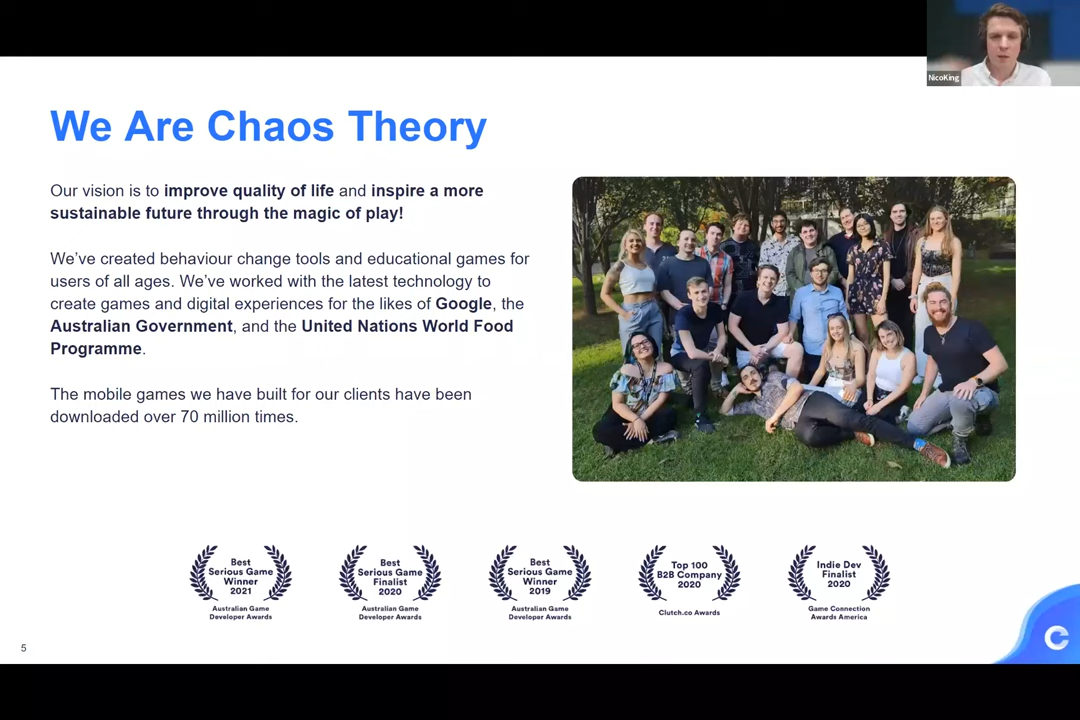 NicoKing
We Are Chaos Theory
Our vision is to improve quality of life and inspire a more
sustainable future through the magic of play!
We've created behaviour change tools and educational games for
users of all ages. We've worked with the latest technology to
create games and digital experiences for the likes of Google, the
Australian Government, and the United Nations World Food
Programme.
The mobile games we have built for our clients have been
downloaded over 70 million times.
Best
Serious Game
Winner
2021
Australian Game
Developer Awards
Best
Serious Game
Finalist
2020
Australian Game
Developer Awards
Best
Serious Game
Winner
2019
Australian Game
Developer Awards
Top 100
B2B Company
2020
Clutch.co Awards
Indie Dev
Finalist
2020
Game Connection
Awards America
5